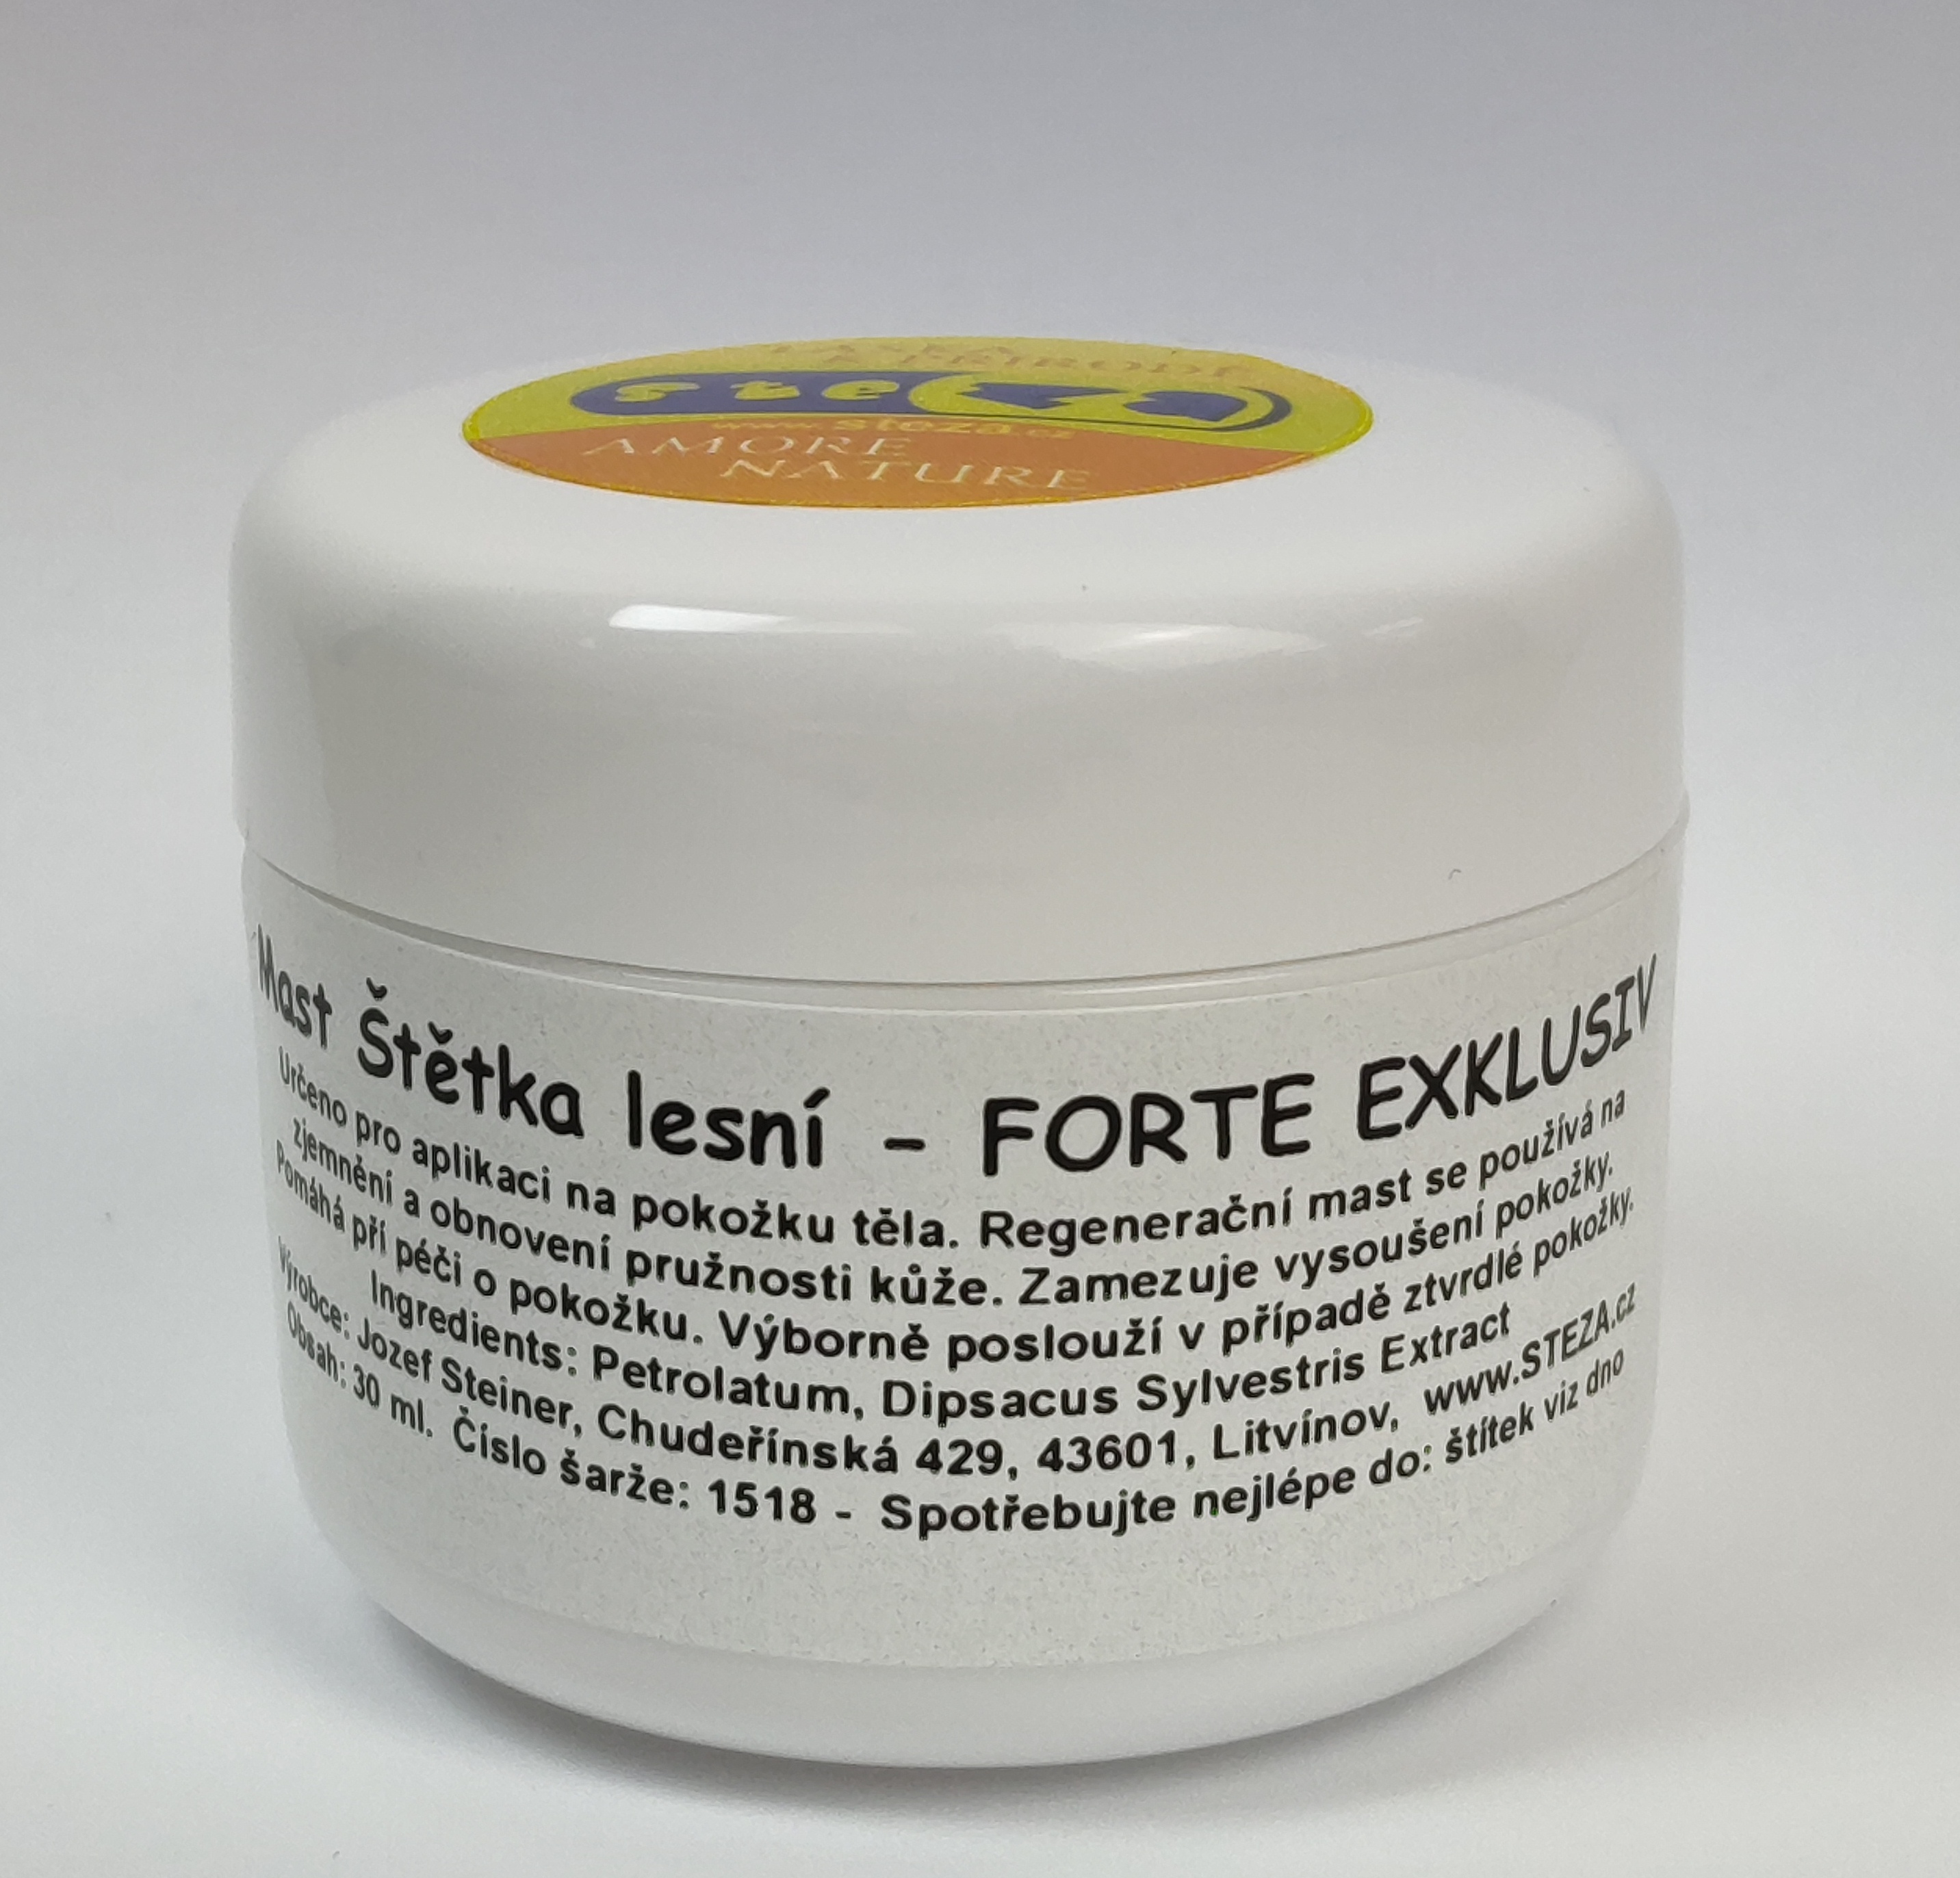 LÁSKA
K PŘÍRODĚ
steza
www.steza.cz
AMORE
NATURE
Mast Štětka lesní - FORTE EXKLUSIV
Určeno pro aplikaci na pokožku těla. Regenerační mast se používá na
zjemnění a obnovení pružnosti kůže. Zamezuje vysoušení pokožky.
Pomáhá pří péči o pokožku. Výborně poslouží v případě ztvrdlé pokožky.
Ingredients: Petrolatum, Dipsacus Sylvestris Extract
Výrobce: Jozef Steiner, Chudeřínská 429, 43601, Litvínov, www.STEZA.cz
Obsah: 30 ml. Číslo šarže: 1518 - Spotřebujte nejlépe do: štítek viz dno